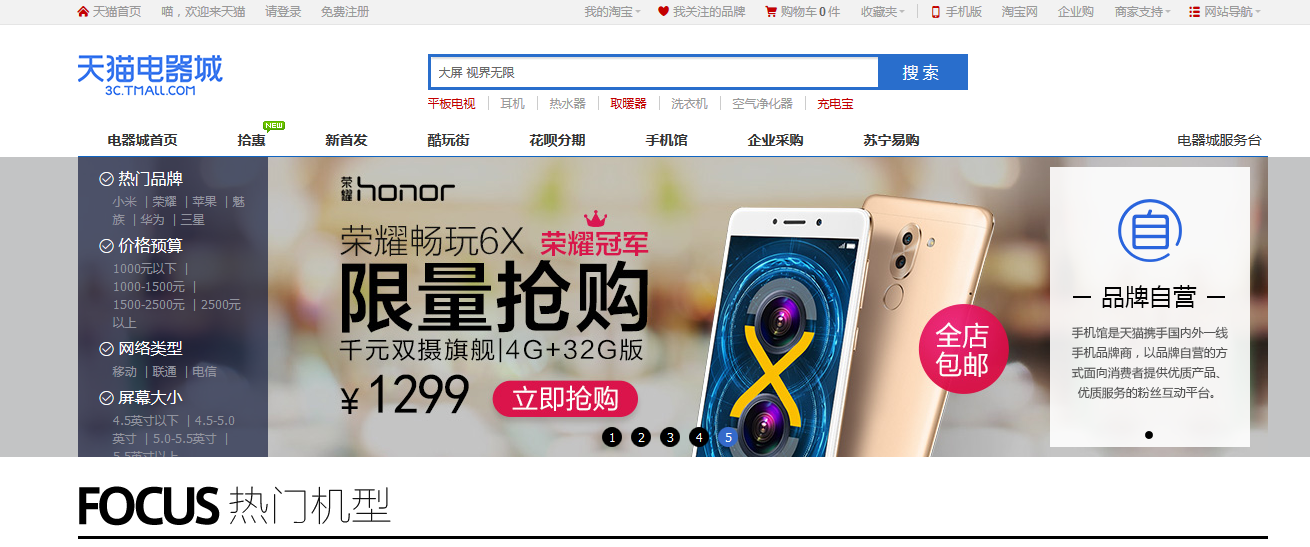 天猫首页 喵，欢迎来天猫 请登录 免费注册 我的淘宝 我关注的品牌 购物车0件 收藏夹 手机版 淘宝网 企业购 商家支持 网站导航
天猫电器城
3C.TMALL.COM
大屏 视界无限 搜索
平板电视 耳机 热水器 取暖器 洗衣机 空气净化器 充电宝
NEW
电器城首页 拾惠 新首发 酷玩街 花呗分期 手机馆 企业采购 苏宁易购 电器城服务台
热门品牌
小米 | 荣耀 | 苹果 | 魅
族 | 华为 | 三星
价格预算
1000元以下 |
1000-1500元 |
1500-2500元 | 2500元
以上
网络类型
移动 | 联通 | 电信
屏幕大小
4.5英寸以下 | 4.5-5.0
英寸 | 5.0-5.5英寸 |
5.5英寸以上
荣耀 honor
荣耀畅玩6X 荣耀冠军
限量抢购
千元双摄旗舰|4G+32G版
¥1299 立即抢购
全店
包邮
1 2 3 4 5
自
品牌自营
手机馆是天猫携手国内外一线
手机品牌商，以品牌自营的方
式面向消费者提供优质产品、
优质服务的粉丝互动平台。
FOCUS 热门机型